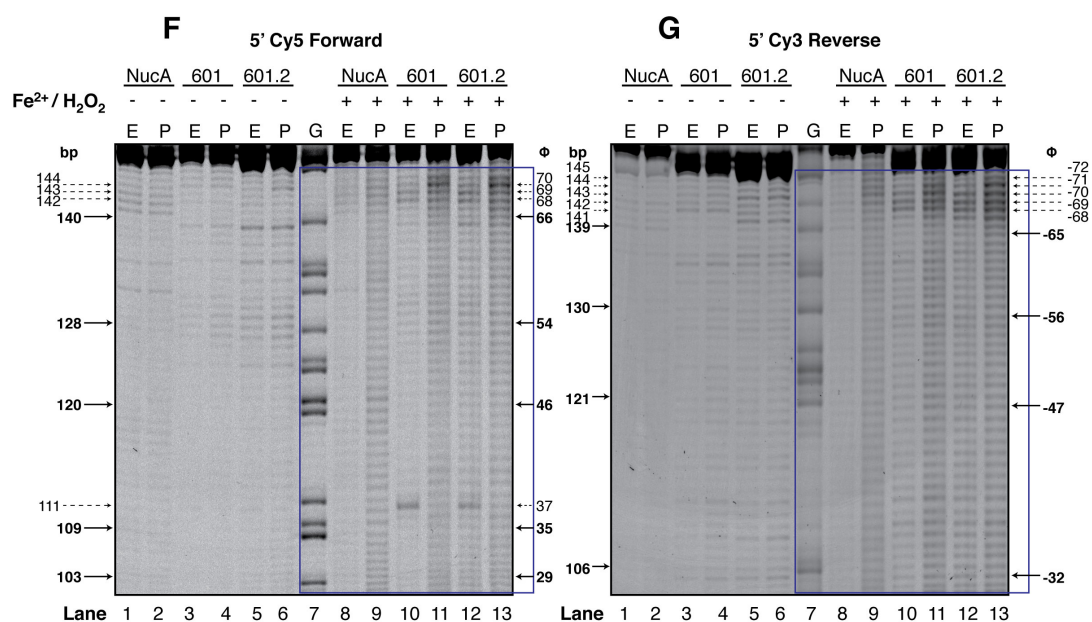 F
5' Cy5 Forward
NucA 601 601.2 NucA 601 601.2
Fe²⁺ / H₂O₂ - - - - - - + + + + + +
E P E P E P G E P E P E P
bp Φ
144 70
143 69
142 68
140 66
128 54
120 46
111 37
109 35
103 29
Lane 1 2 3 4 5 6 7 8 9 10 11 12 13
G
5' Cy3 Reverse
NucA 601 601.2 NucA 601 601.2
- - - - - - + + + + + +
E P E P E P G E P E P E P
bp Φ
145 -72
144 -71
143 -70
142 -69
141 -68
139 -65
130 -56
121 -47
106 -32
Lane 1 2 3 4 5 6 7 8 9 10 11 12 13